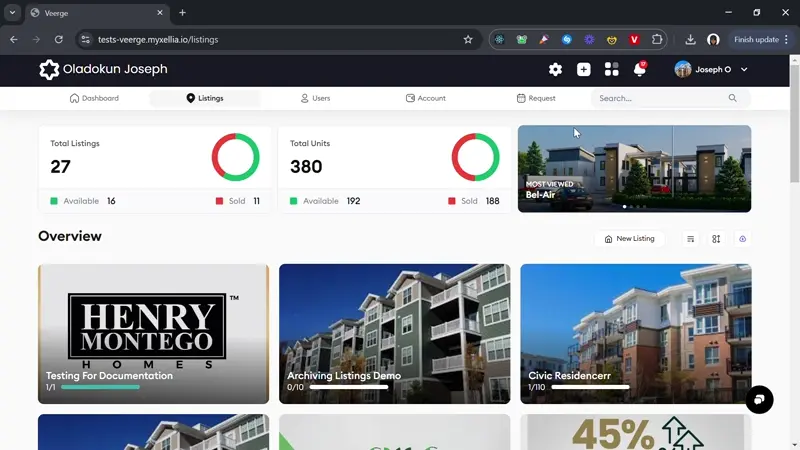 Veerge
tests-veerge.myxellia.io/listings
Finish update
Oladokun Joseph
17
Joseph O
Dashboard
Listings
Users
Account
Request
Search...
Total Listings
27
Available 16
Sold 11
Total Units
380
Available 192
Sold 188
MOST VIEWED
Bel-Air
Overview
New Listing
HENRY
MONTEGO
HOMES
TM
Testing For Documentation
1/1
Archiving Listings Demo
0/10
Civic Residencerr
1/110
45%